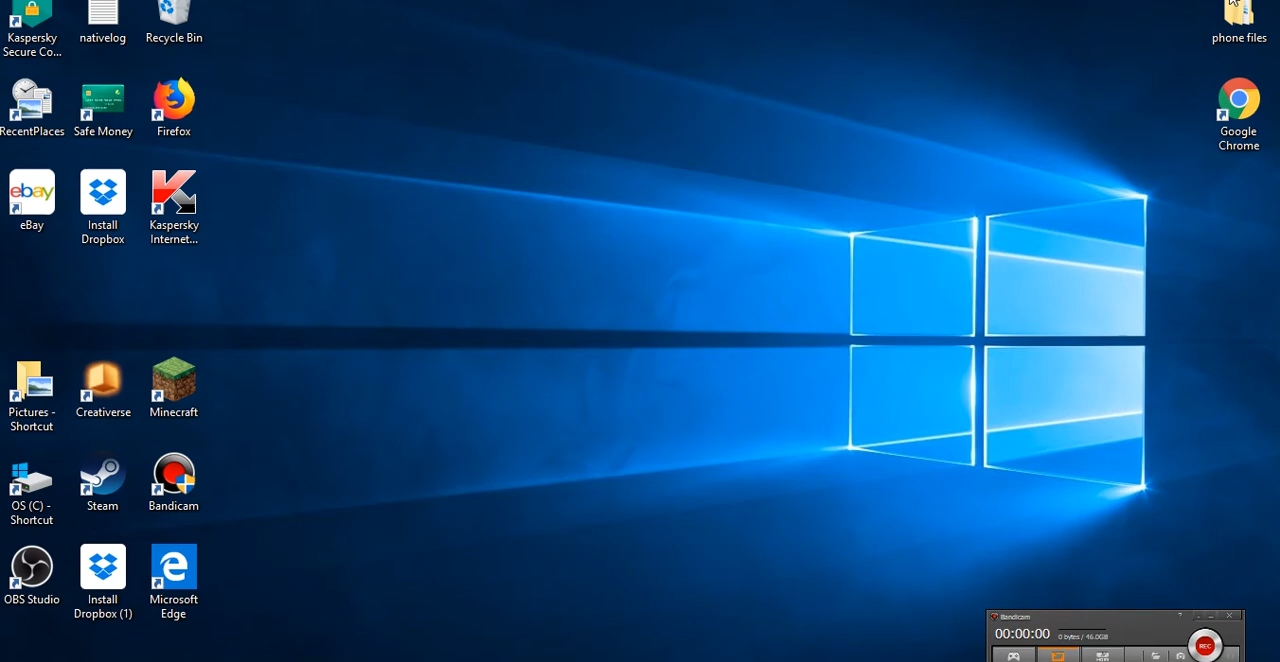 Kaspersky
Secure Co...
nativelog
Recycle Bin
phone files
RecentPlaces
Safe Money
Firefox
Google
Chrome
ebay
eBay
Install
Dropbox
Kaspersky
Internet...
Pictures -
Shortcut
Creativerse
Minecraft
OS (C) -
Shortcut
Steam
Bandicam
OBS Studio
Install
Dropbox (1)
Microsoft
Edge
Bandicam
00:00:00
0 bytes / 46.0GB
REC